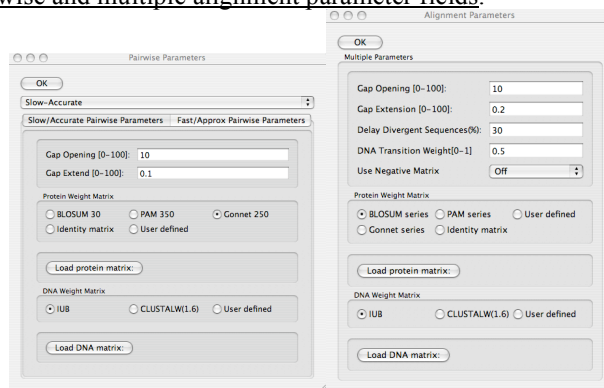 wise and multiple alignment parameter fields:
Pairwise Parameters
OK
Slow-Accurate
Slow/Accurate Pairwise Parameters Fast/Approx Pairwise Parameters
Gap Opening [0-100]: 10
Gap Extend [0-100]: 0.1
Protein Weight Matrix
BLOSUM 30 PAM 350 Gonnet 250
Identity matrix User defined
Load protein matrix:
DNA Weight Matrix
IUB CLUSTALW(1.6) User defined
Load DNA matrix:
Alignment Parameters
OK
Multiple Parameters
Gap Opening [0-100]: 10
Gap Extension [0-100]: 0.2
Delay Divergent Sequences(%): 30
DNA Transition Weight[0-1] 0.5
Use Negative Matrix Off
Protein Weight Matrix
BLOSUM series PAM series User defined
Gonnet series Identity matrix
Load protein matrix:
DNA Weight Matrix
IUB CLUSTALW(1.6) User defined
Load DNA matrix: